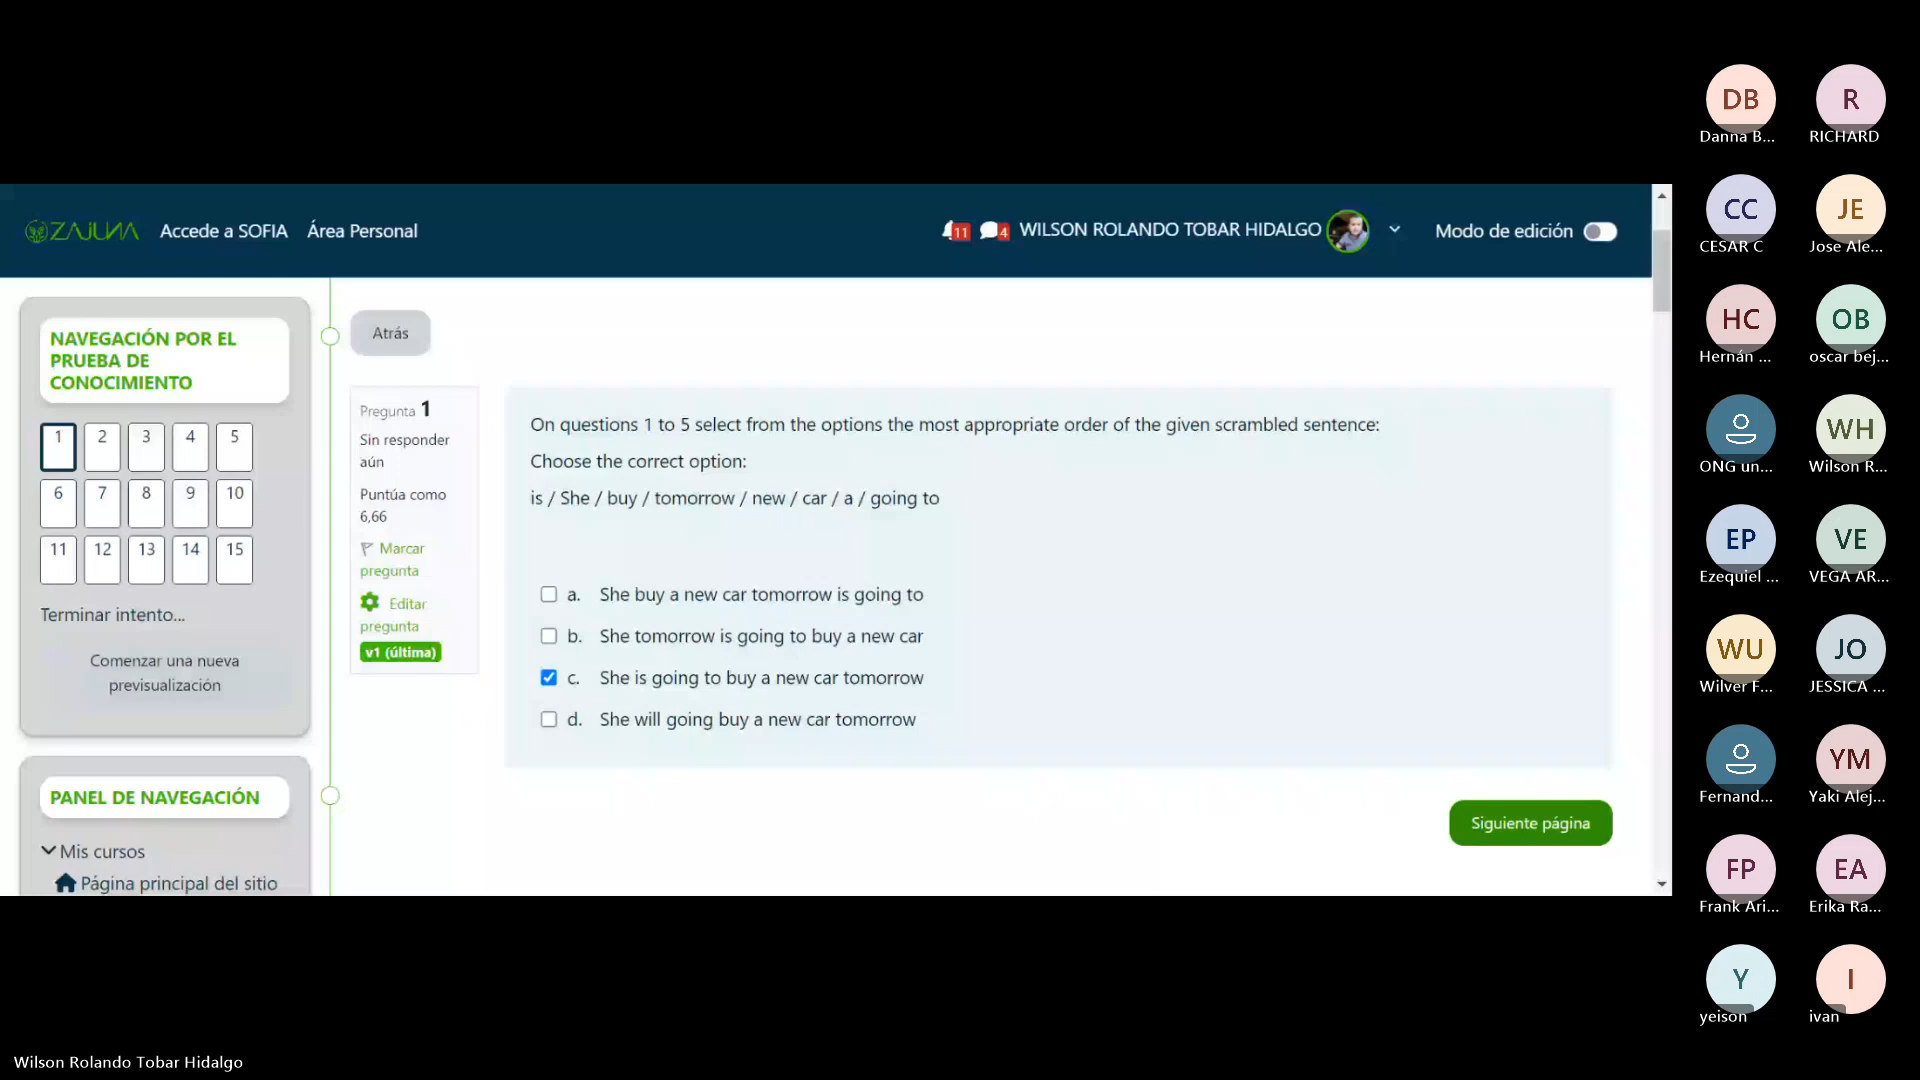 ZAJUNA Accede a SOFIA Área Personal
11 4 WILSON ROLANDO TOBAR HIDALGO Modo de edición
NAVEGACIÓN POR EL
PRUEBA DE
CONOCIMIENTO
1 2 3 4 5
6 7 8 9 10
11 12 13 14 15
Terminar intento...
Comenzar una nueva
previsualización
PANEL DE NAVEGACIÓN
Mis cursos
Página principal del sitio
Atrás
Pregunta 1
Sin responder
aún
Puntúa como
6,66
Marcar
pregunta
Editar
pregunta
v1 (última)
On questions 1 to 5 select from the options the most appropriate order of the given scrambled sentence:
Choose the correct option:
is / She / buy / tomorrow / new / car / a / going to
a. She buy a new car tomorrow is going to
b. She tomorrow is going to buy a new car
c. She is going to buy a new car tomorrow
d. She will going buy a new car tomorrow
Siguiente página
DB R
Danna B... RICHARD
CC JE
CESAR C Jose Ale...
HC OB
Hernán ... oscar bej...
WH
ONG un... Wilson R...
EP VE
Ezequiel ... VEGA AR...
WU JO
Wilver F... JESSICA ...
YM
Fernand... Yaki Alej...
FP EA
Frank Ari... Erika Ra...
Y I
yeison ivan
Wilson Rolando Tobar Hidalgo